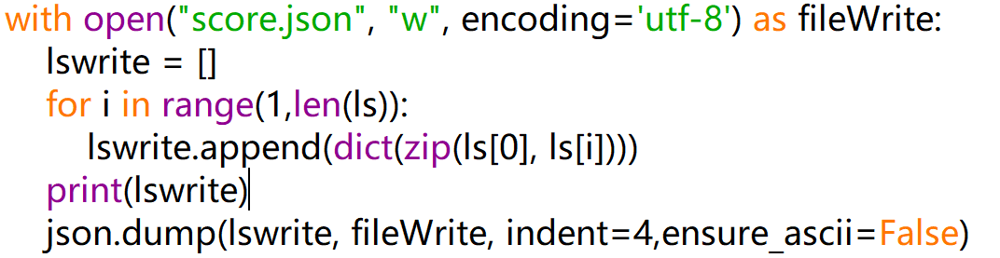 with open("score.json", "w", encoding='utf-8') as fileWrite:
    lswrite = []
    for i in range(1,len(ls)):
        lswrite.append(dict(zip(ls[0], ls[i])))
    print(lswrite)
    json.dump(lswrite, fileWrite, indent=4,ensure_ascii=False)